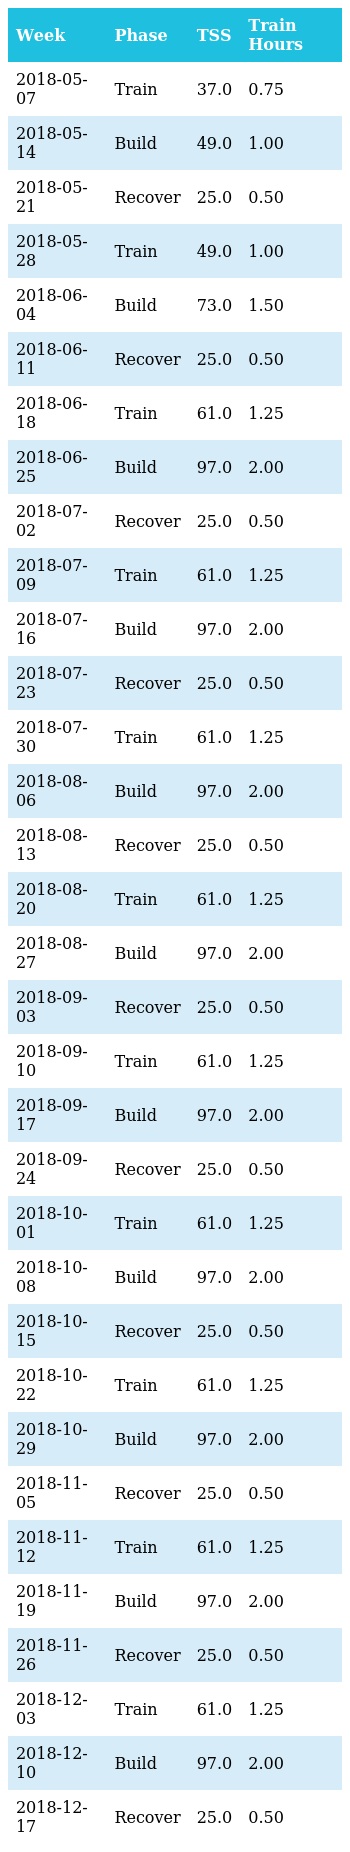 Week Phase TSS Train Hours
2018-05-07 Train 37.0 0.75
2018-05-14 Build 49.0 1.00
2018-05-21 Recover 25.0 0.50
2018-05-28 Train 49.0 1.00
2018-06-04 Build 73.0 1.50
2018-06-11 Recover 25.0 0.50
2018-06-18 Train 61.0 1.25
2018-06-25 Build 97.0 2.00
2018-07-02 Recover 25.0 0.50
2018-07-09 Train 61.0 1.25
2018-07-16 Build 97.0 2.00
2018-07-23 Recover 25.0 0.50
2018-07-30 Train 61.0 1.25
2018-08-06 Build 97.0 2.00
2018-08-13 Recover 25.0 0.50
2018-08-20 Train 61.0 1.25
2018-08-27 Build 97.0 2.00
2018-09-03 Recover 25.0 0.50
2018-09-10 Train 61.0 1.25
2018-09-17 Build 97.0 2.00
2018-09-24 Recover 25.0 0.50
2018-10-01 Train 61.0 1.25
2018-10-08 Build 97.0 2.00
2018-10-15 Recover 25.0 0.50
2018-10-22 Train 61.0 1.25
2018-10-29 Build 97.0 2.00
2018-11-05 Recover 25.0 0.50
2018-11-12 Train 61.0 1.25
2018-11-19 Build 97.0 2.00
2018-11-26 Recover 25.0 0.50
2018-12-03 Train 61.0 1.25
2018-12-10 Build 97.0 2.00
2018-12-17 Recover 25.0 0.50